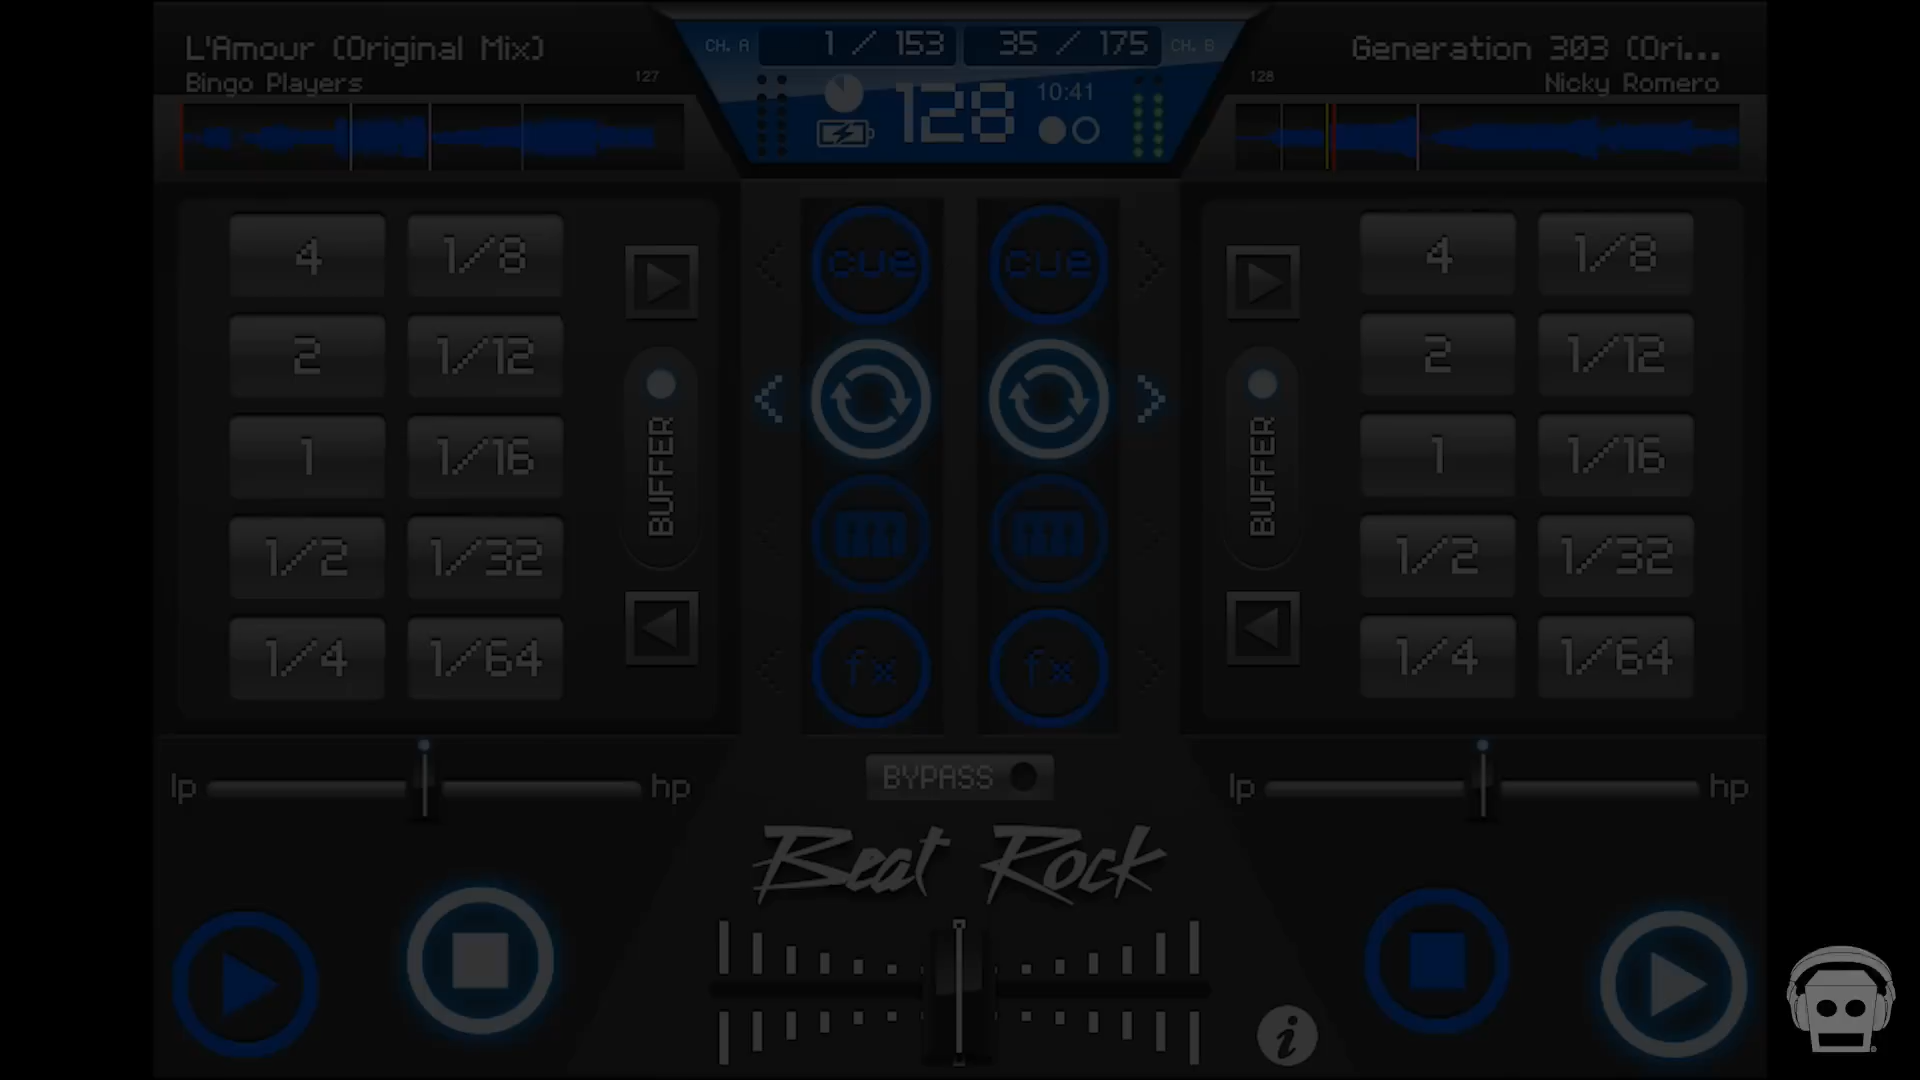 L'Amour (Original Mix)
Bingo Players
127
CH. A
1 / 153
35 / 175
CH. B
128
10:41
128
Generation 303 (Ori...
Nicky Romero
4
1/8
2
1/12
1
1/16
1/2
1/32
1/4
1/64
BUFFER
cue
cue
fx
fx
BUFFER
4
1/8
2
1/12
1
1/16
1/2
1/32
1/4
1/64
lp
hp
BYPASS
lp
hp
Beat Rock
i